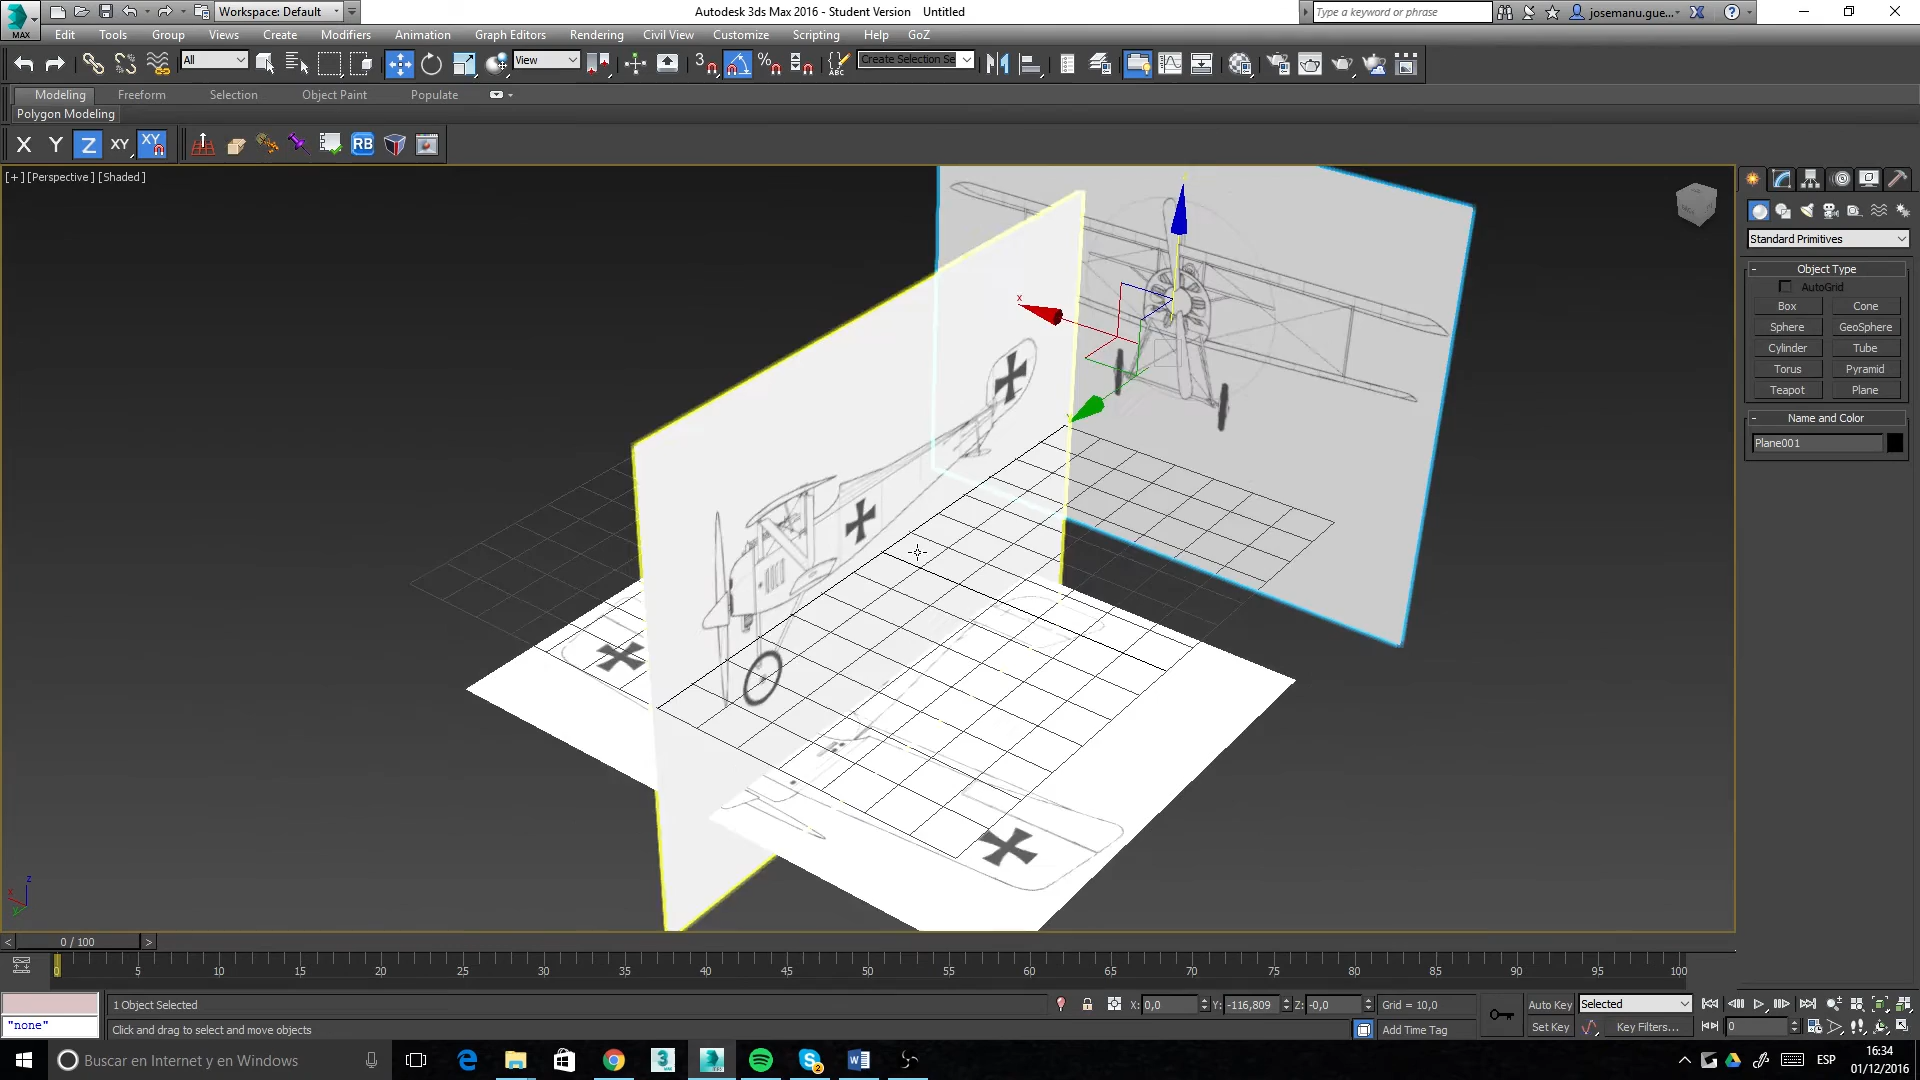 MAX
Workspace: Default
Autodesk 3ds Max 2016 - Student Version    Untitled
Type a keyword or phrase
josemanu.gue...
Edit Tools Group Views Create Modifiers Animation Graph Editors Rendering Civil View Customize Scripting Help GoZ
All
View
3
ABC
Create Selection Se
Modeling Freeform Selection Object Paint Populate
Polygon Modeling
X Y Z XY XY
RB
[+] [Perspective ] [Shaded ]
Standard Primitives
- Object Type
AutoGrid
Box Cone
Sphere GeoSphere
Cylinder Tube
Torus Pyramid
Teapot Plane
- Name and Color
Plane001
x
z
x
y
< 0 / 100 >
0 5 10 15 20 25 30 35 40 45 50 55 60 65 70 75 80 85 90 95 100
1 Object Selected
X: 0,0 Y: -116,809 Z: -0,0
Grid = 10,0
Auto Key
Selected
"none"
Click and drag to select and move objects
Add Time Tag
Set Key
Key Filters...
0
Buscar en Internet y en Windows
2
ESP
16:34
01/12/2016